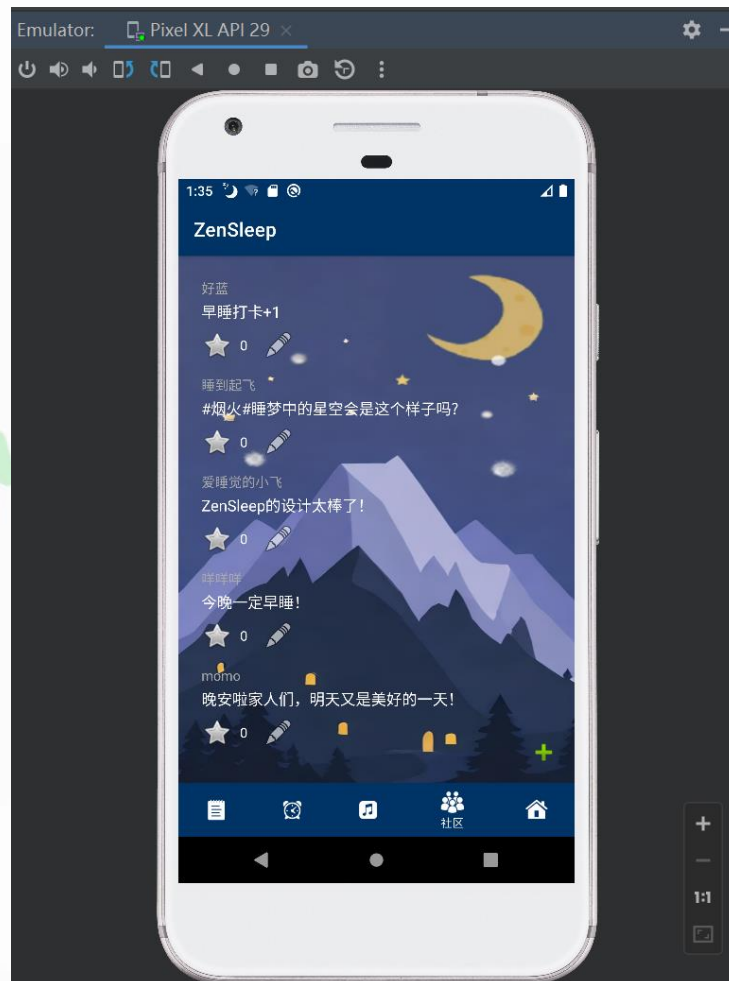 Emulator: Pixel XL API 29
1:35
ZenSleep
好蓝
早睡打卡+1
0
睡到起飞
#烟火#睡梦中的星空会是这个样子吗?
0
爱睡觉的小飞
ZenSleep的设计太棒了!
0
咩咩咩
今晚一定早睡!
0
momo
晚安啦家人们，明天又是美好的一天!
0
社区
1:1